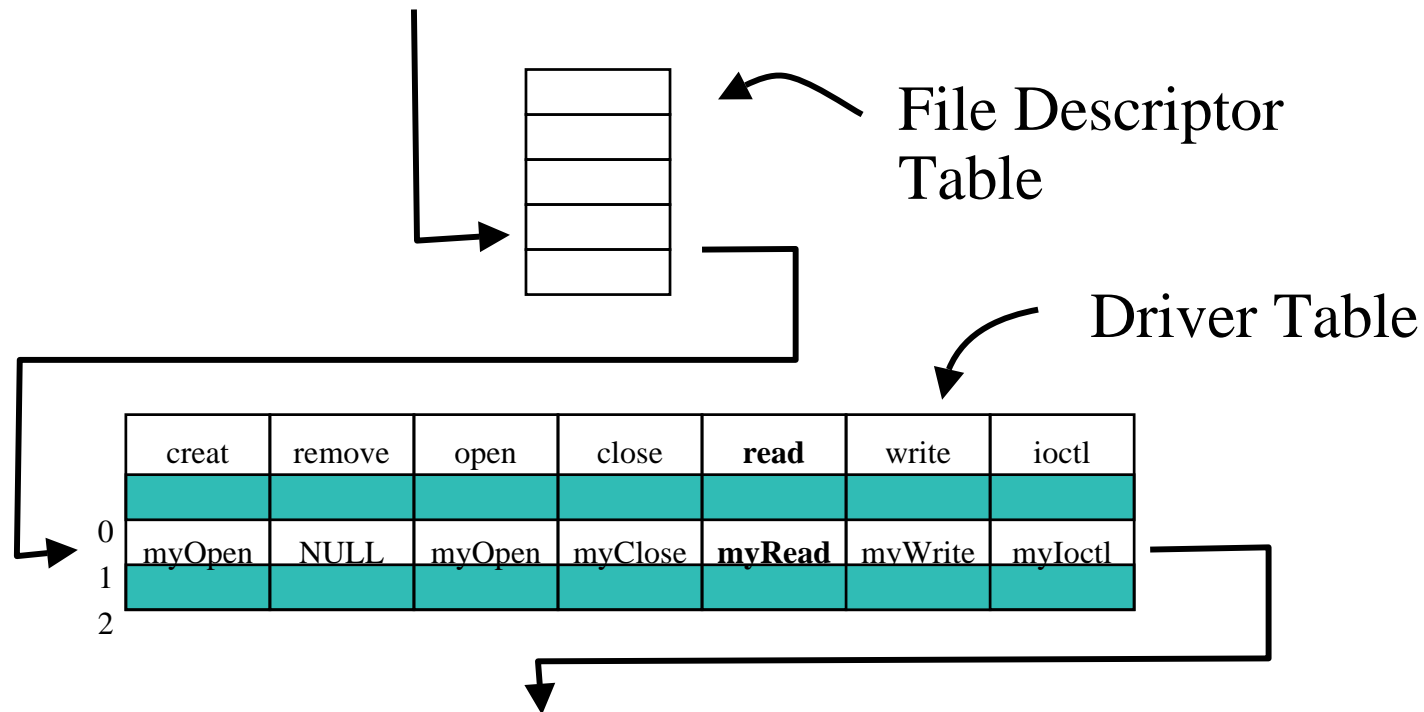 File Descriptor
Table
Driver Table
creat remove open close read write ioctl
0
myOpen NULL myOpen myClose myRead myWrite myIoctl
1
2